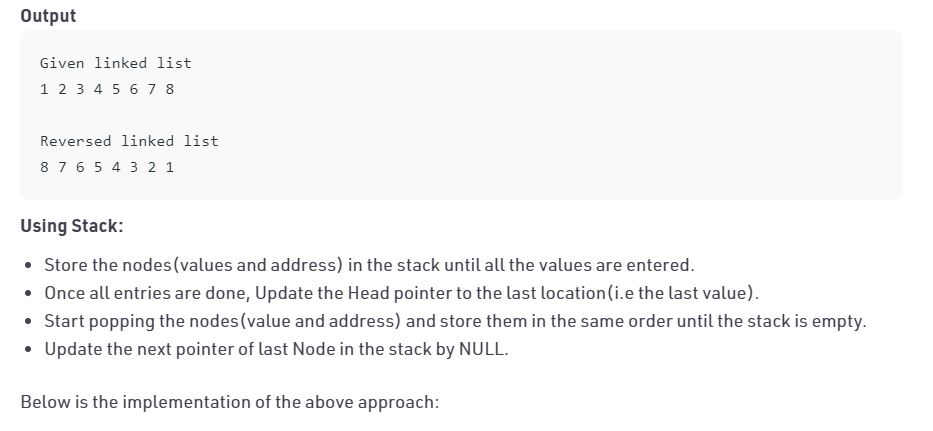 Output
Given linked list
1 2 3 4 5 6 7 8
Reversed linked list
8 7 6 5 4 3 2 1
Using Stack:
• Store the nodes(values and address) in the stack until all the values are entered.
• Once all entries are done, Update the Head pointer to the last location(i.e the last value).
• Start popping the nodes(value and address) and store them in the same order until the stack is empty.
• Update the next pointer of last Node in the stack by NULL.
Below is the implementation of the above approach: